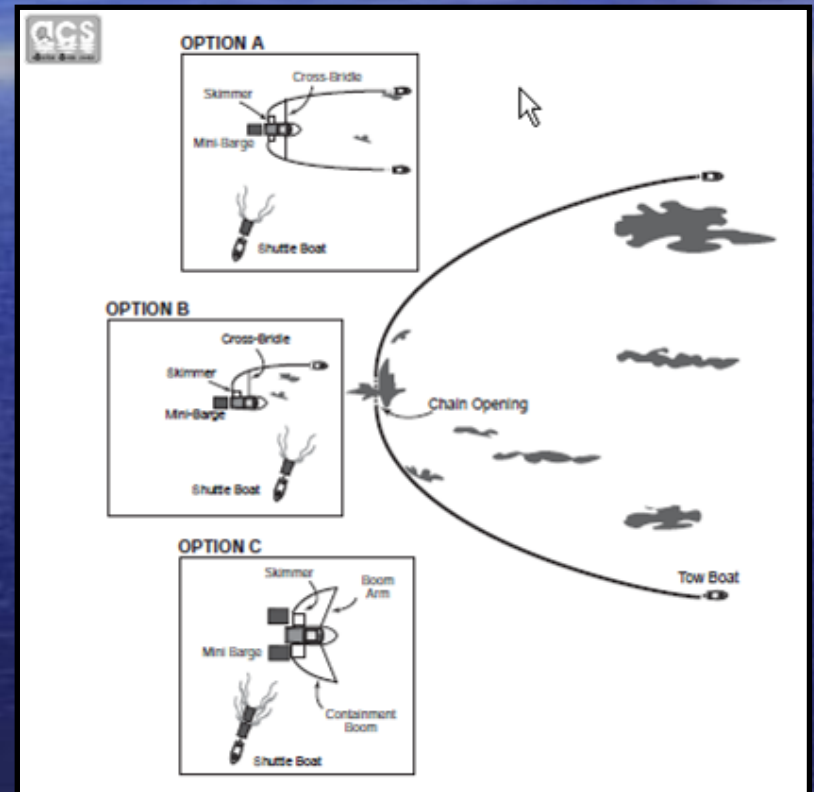 acs
OPTION A
Cross-Bridle
Skimmer
Mini-Barge
Shuttle Boat
OPTION B
Cross-Bridle
Skimmer
Mini-Barge
Shuttle Boat
Chain Opening
OPTION C
Skimmer
Boom
Arm
Mini Barge
Containment
Boom
Shuttle Boat
Tow Boat